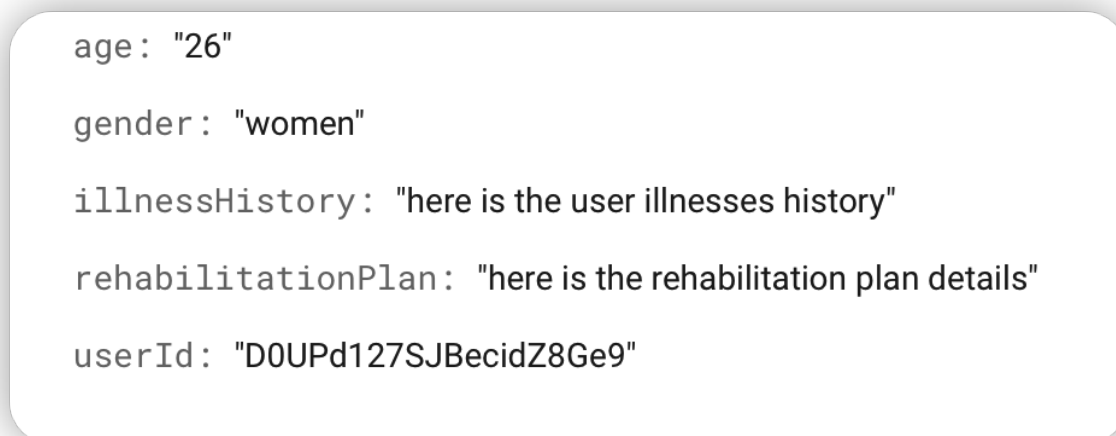 age: "26"
gender: "women"
illnessHistory: "here is the user illnesses history"
rehabilitationPlan: "here is the rehabilitation plan details"
userId: "D0UPd127SJBecidZ8Ge9"